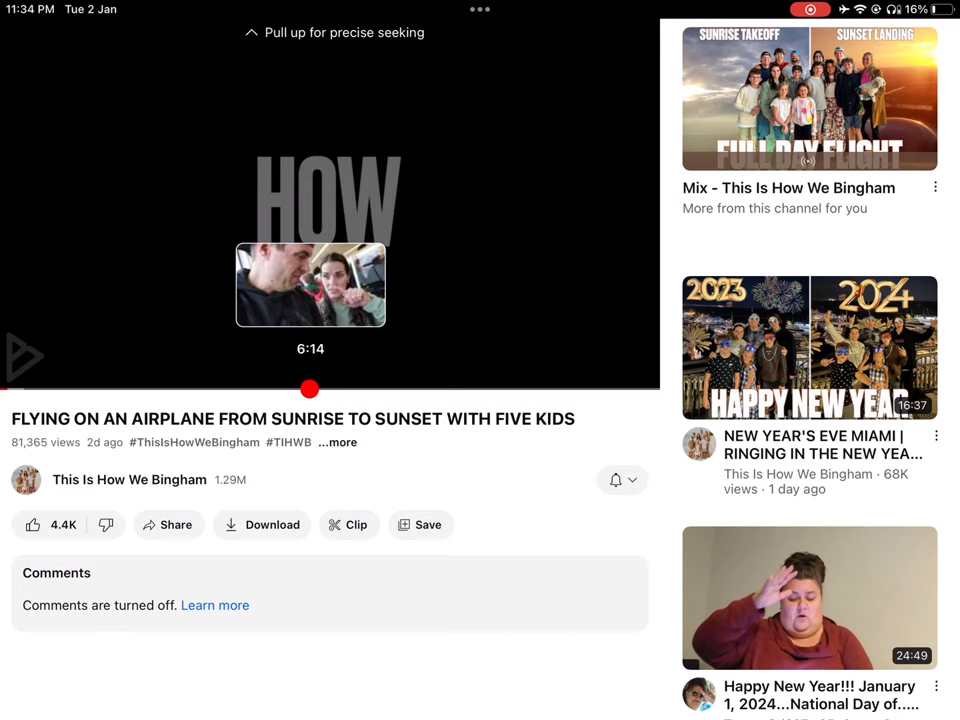 11:34 PM Tue 2 Jan
16%
Pull up for precise seeking
HOW
6:14
FLYING ON AN AIRPLANE FROM SUNRISE TO SUNSET WITH FIVE KIDS
81,365 views 2d ago #ThisIsHowWeBingham #TIHWB ...more
This Is How We Bingham 1.29M
4.4K
Share
Download
Clip
Save
Comments
Comments are turned off. Learn more
SUNRISE TAKEOFF
SUNSET LANDING
FULL DAY FLIGHT
Mix - This Is How We Bingham
More from this channel for you
2023
2024
HAPPY NEW YEAR
16:37
NEW YEAR'S EVE MIAMI |
RINGING IN THE NEW YEA...
This Is How We Bingham · 68K
views · 1 day ago
24:49
Happy New Year!!! January
1, 2024...National Day of.....